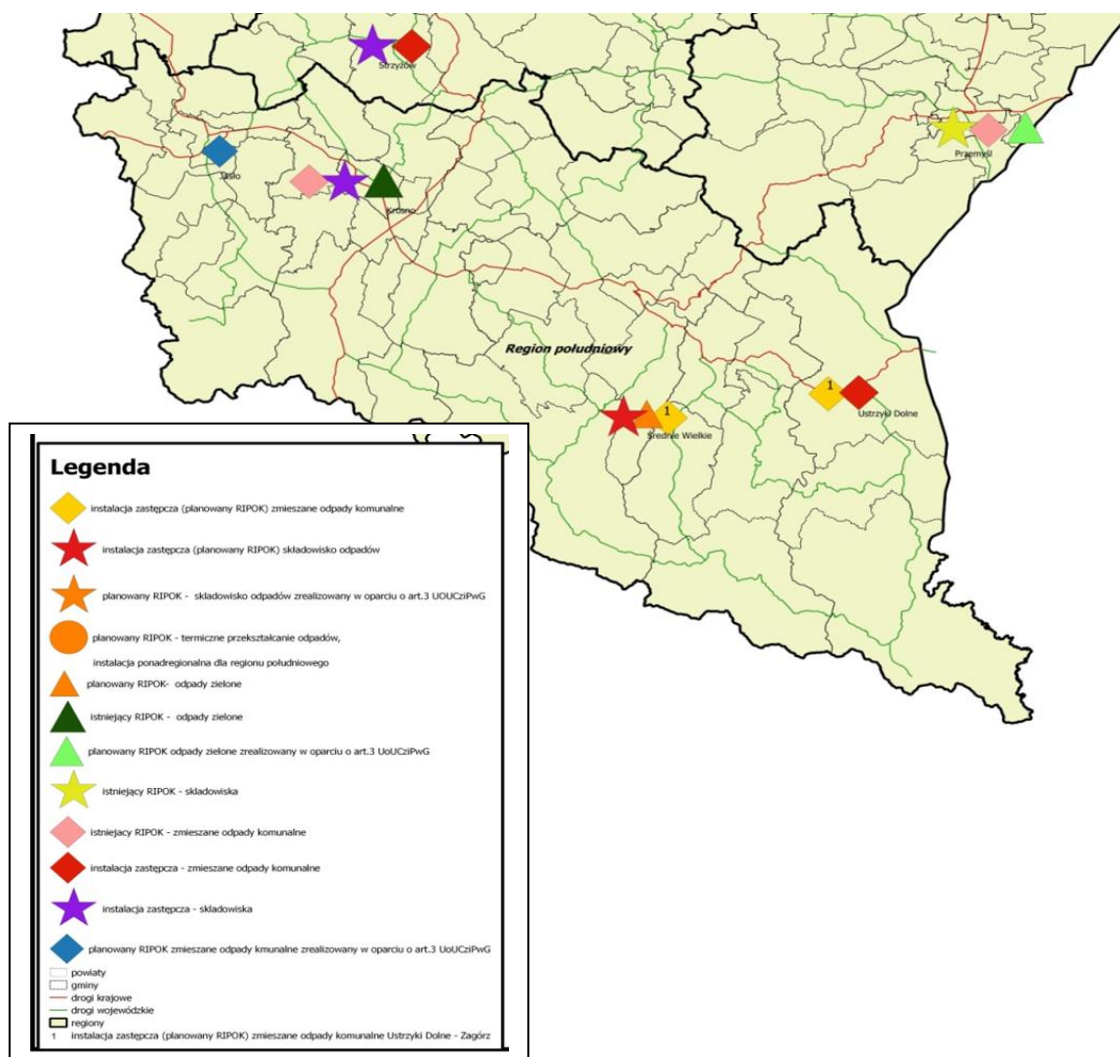 Strzyżów
Przemyśl
Jasło
Krosno
Region południowy
1
Ustrzyki Dolne
1
Średnie Wielkie
Legenda
instalacja zastępcza (planowany RIPOK) zmieszane odpady komunalne
instalacja zastępcza (planowany RIPOK) składowisko odpadów
planowany RIPOK - składowisko odpadów zrealizowany w oparciu o art.3 UOUCziPwG
planowany RIPOK - termiczne przekształcanie odpadów,
instalacja ponadregionalna dla regionu południowego
planowany RIPOK- odpady zielone
istniejący RIPOK - odpady zielone
planowany RIPOK odpady zielone zrealizowany w oparciu o art.3 UoUCziPwG
istniejący RIPOK - składowiska
istniejacy RIPOK - zmieszane odpady komunalne
instalacja zastępcza - zmieszane odpady komunalne
instalacja zastępcza - składowiska
planowany RIPOK zmieszane odpady kmunalne zrealizowany w oparciu o art.3 UoUCziPwG
powiaty
gminy
drogi krajowe
drogi wojewódzkie
regiony
1 instalacja zastępcza (planowany RIPOK) zmieszane odpady komunalne Ustrzyki Dolne - Zagórz